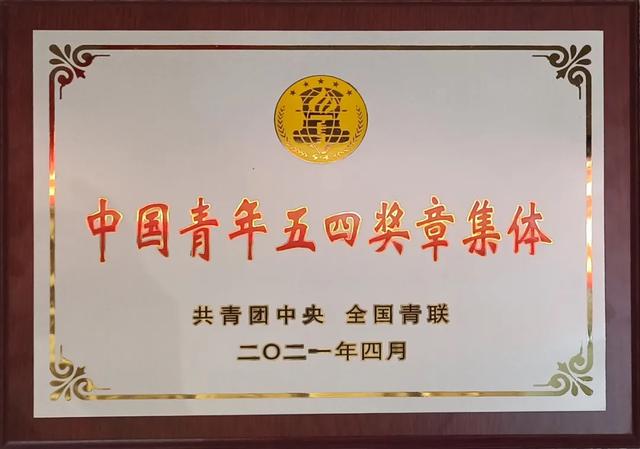 中国青年五四奖章集体
共青团中央 全国青联
二〇二一年四月